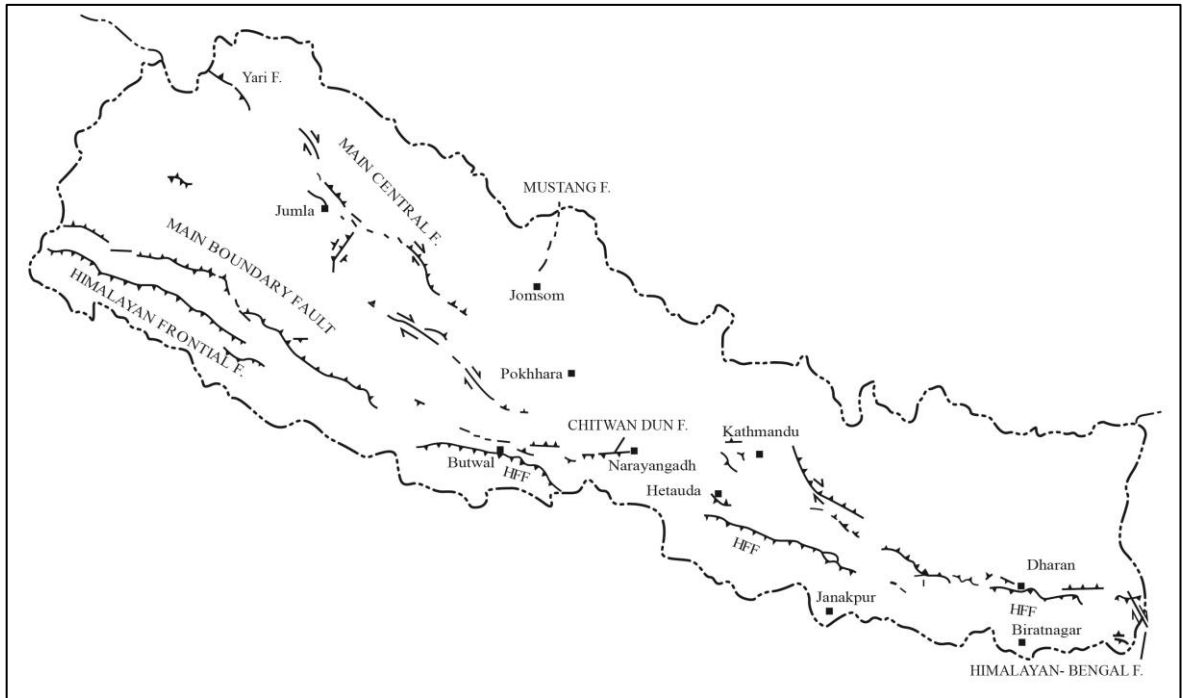 Yari F.
MAIN CENTRAL F.
MUSTANG F.
Jumla
MAIN BOUNDARY FAULT
HIMALAYAN FRONTIAL F.
Jomsom
Pokhhara
CHITWAN DUN F.
Kathmandu
Butwal
HFF
Narayangadh
Hetauda
HFF
Dharan
HFF
Janakpur
Biratnagar
HIMALAYAN- BENGAL F.